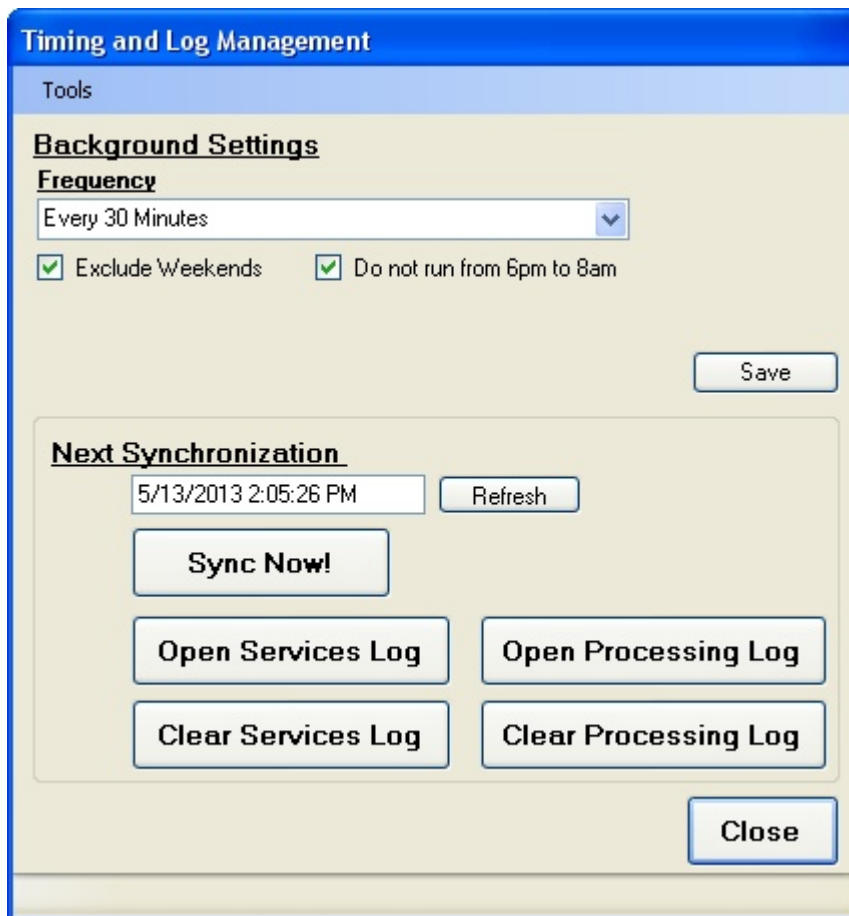 Timing and Log Management
Tools
Background Settings
Frequency
Every 30 Minutes
Exclude Weekends Do not run from 6pm to 8am
Save
Next Synchronization
5/13/2013 2:05:26 PM Refresh
Sync Now!
Open Services Log Open Processing Log
Clear Services Log Clear Processing Log
Close